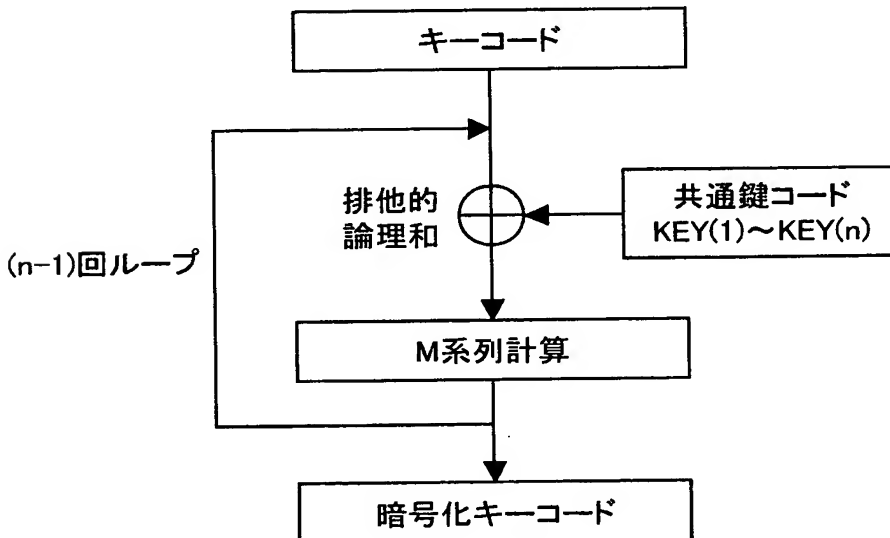 キーコード
排他的
論理和
共通鍵コード
KEY(1)～KEY(n)
(n-1)回ループ
M系列計算
暗号化キーコード